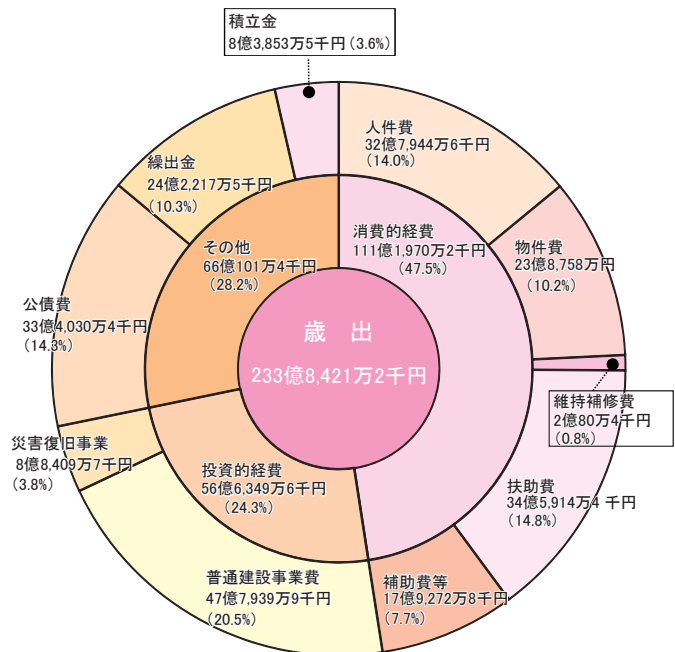 積立金
8億3,853万5千円(3.6%)
人件費
32億7,944万6千円
(14.0%)
繰出金
24億2,217万5千円
(10.3%)
消費的経費
111億1,970万2千円
(47.5%)
物件費
23億8,758万円
(10.2%)
その他
66億101万4千円
(28.2%)
公債費
33億4,030万4千円
(14.3%)
歳 出
233億8,421万2千円
維持補修費
2億80万4千円
(0.8%)
災害復旧事業
8億8,409万7千円
(3.8%)
投資的経費
56億6,349万6千円
(24.3%)
扶助費
34億5,914万4 千円
(14.8%)
普通建設事業費
47億7,939万9千円
(20.5%)
補助費等
17億9,272万8千円
(7.7%)